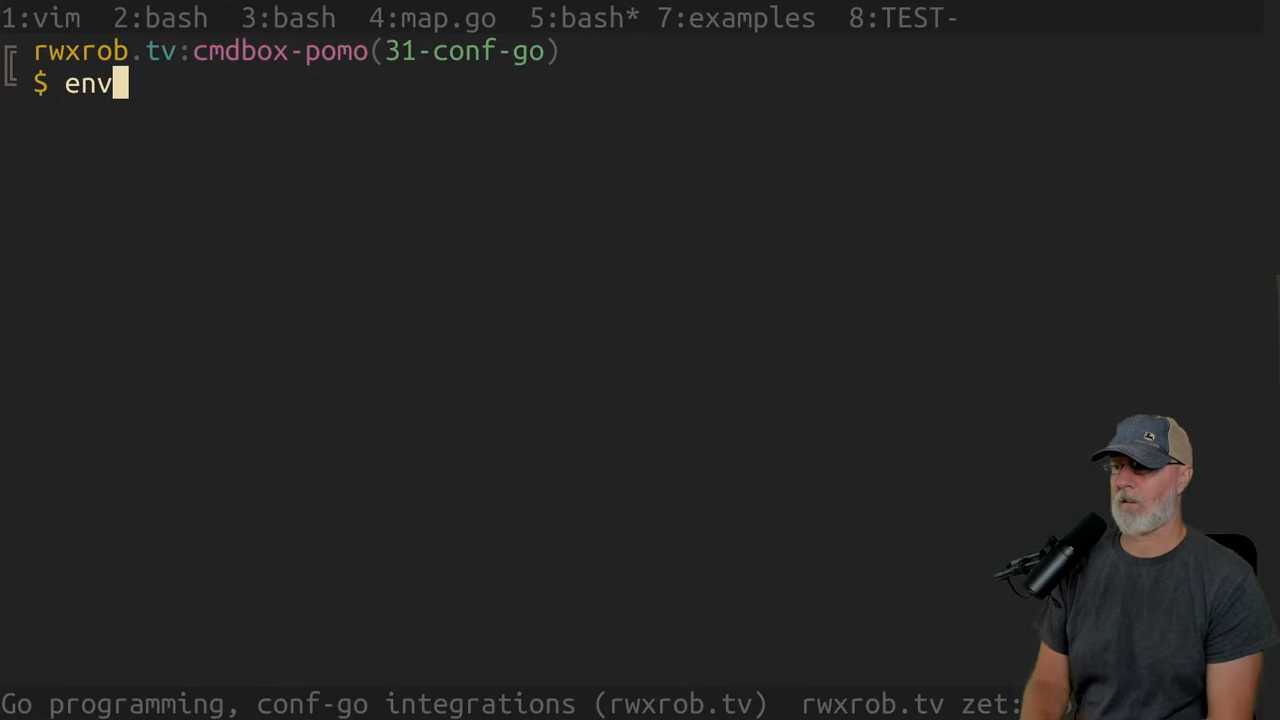 1:vim 2:bash 3:bash 4:map.go 5:bash* 7:examples 8:TEST-
rwxrob.tv:cmdbox-pomo(31-conf-go)
$ env
Go programming, conf-go integrations (rwxrob.tv) rwxrob.tv zet: